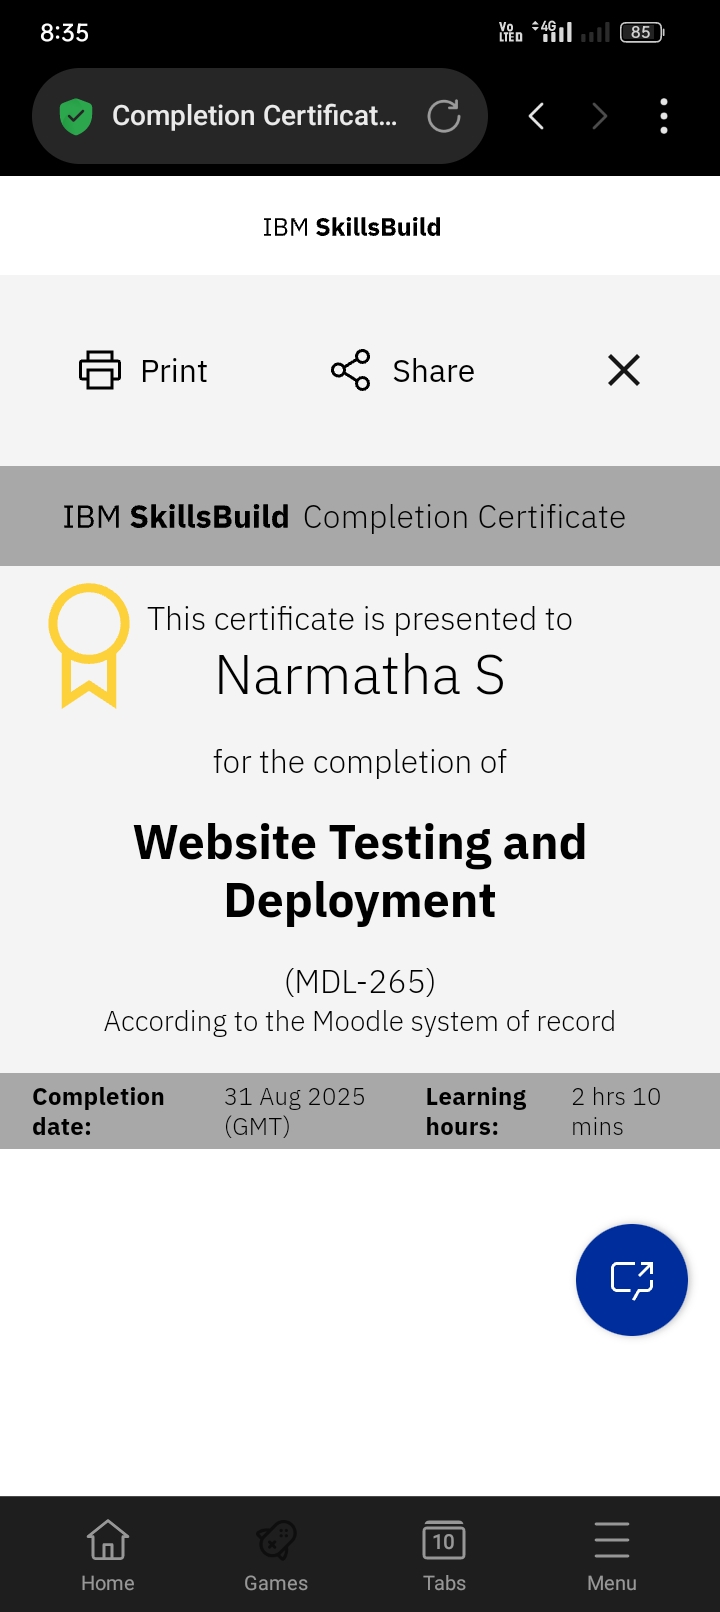 8:35
Vo LTED 4G 85
Completion Certificat...
IBM SkillsBuild
Print Share
IBM SkillsBuild Completion Certificate
This certificate is presented to
Narmatha S
for the completion of
Website Testing and
Deployment
(MDL-265)
According to the Moodle system of record
Completion date: 31 Aug 2025 (GMT) Learning hours: 2 hrs 10 mins
10
Home Games Tabs Menu